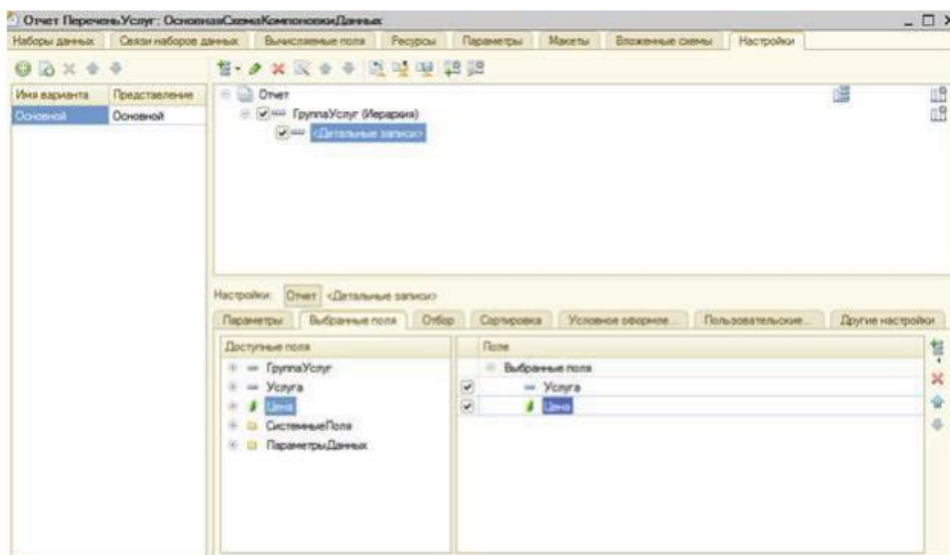 Отчет ПереченьУслуг: ОсновнаяСхемаКомпоновкиДанных
Наборы данных Связи наборов данных Вычисляемые поля Ресурсы Параметры Макеты Вложенные схемы Настройки
Имя варианта Представление
Основной Основной
Отчет
ГруппаУслуг (Иерархия)
<Детальные записи>
Настройки: Отчет <Детальные записи>
Параметры Выбранные поля Отбор Сортировка Условное оформле... Пользовательские... Другие настройки
Доступные поля Поле
ГруппаУслуг Выбранные поля
Услуга Услуга
Цена Цена
СистемныеПоля
ПараметрыДанных